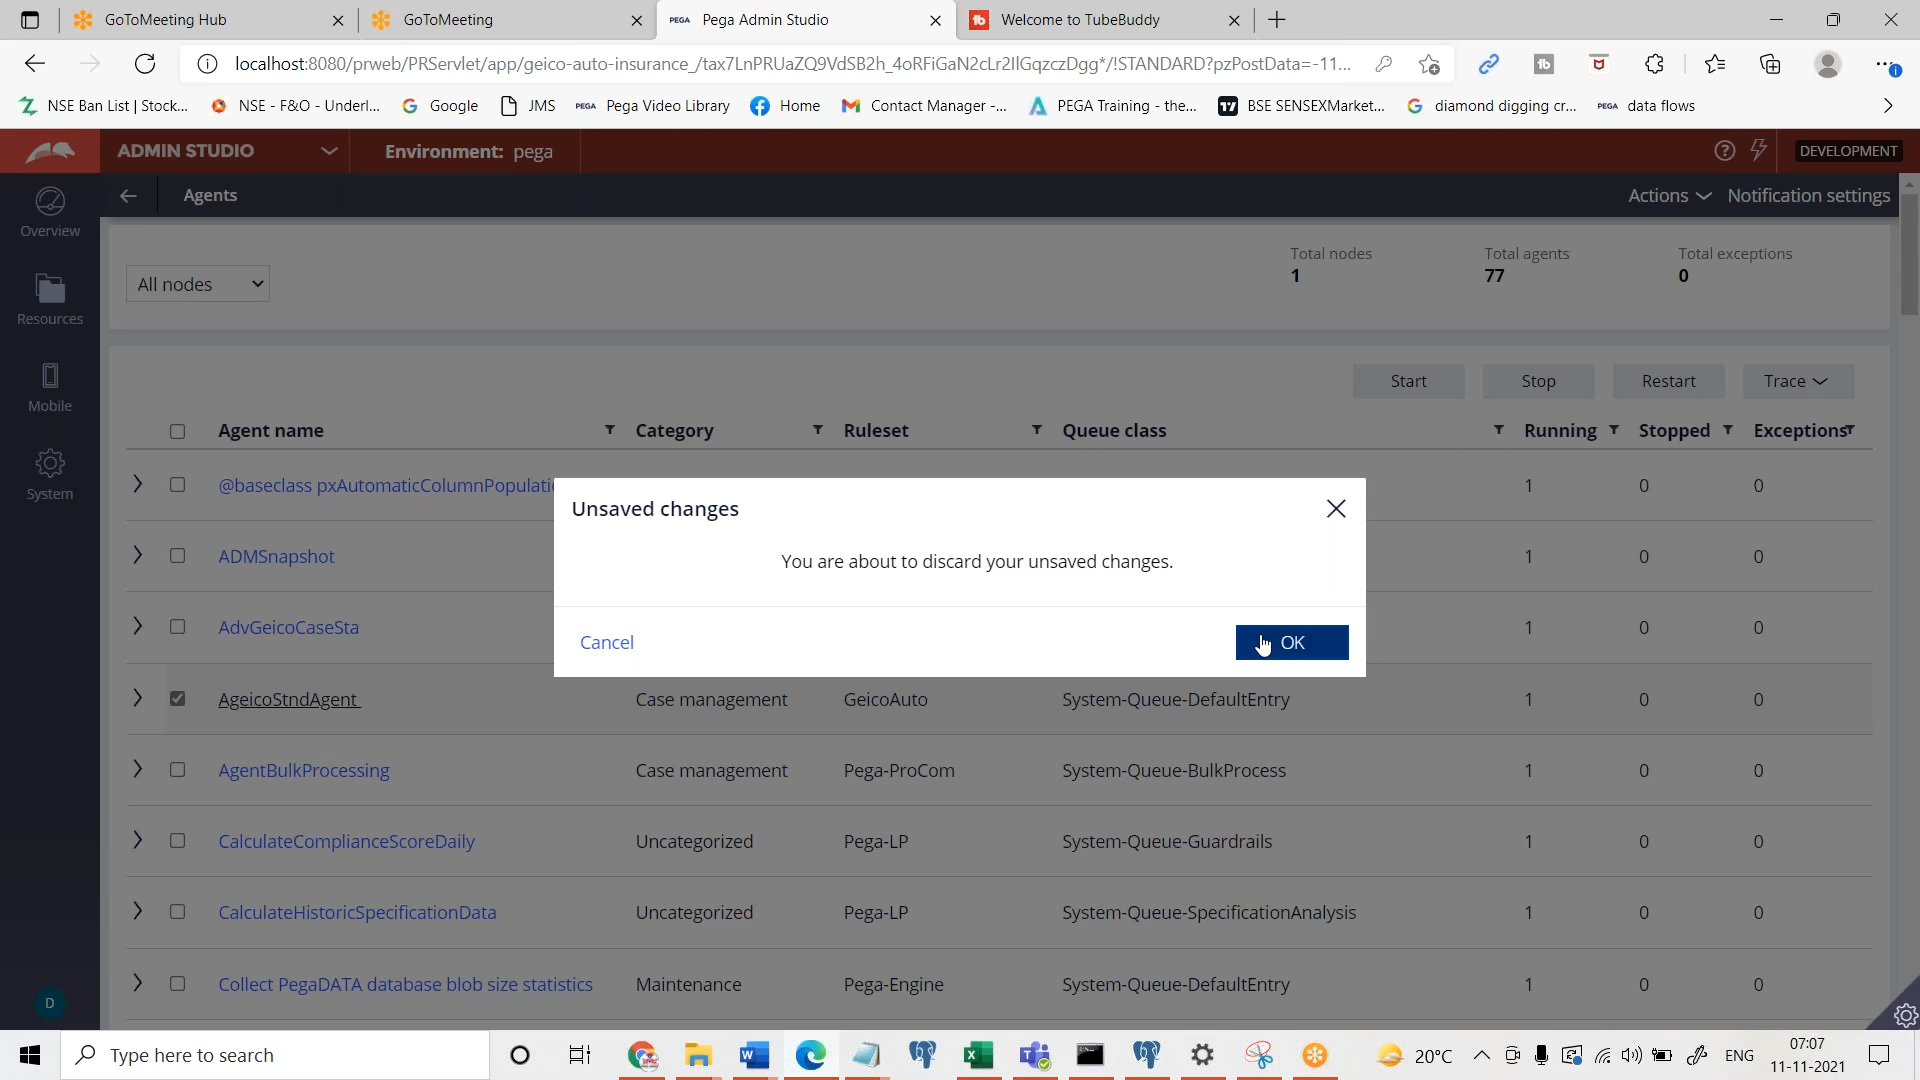 GoToMeeting Hub
GoToMeeting
PEGA Pega Admin Studio
tb Welcome to TubeBuddy
localhost:8080/prweb/PRServlet/app/geico-auto-insurance_/tax7LnPRUaZQ9VdSB2h_4oRFiGaN2cLr2IlGqzczDgg*/!STANDARD?pzPostData=-11...
NSE Ban List | Stock...
NSE - F&O - Underl...
Google
JMS
PEGA Pega Video Library
Home
Contact Manager -...
PEGA Training - the...
BSE SENSEXMarket...
diamond digging cr...
PEGA data flows
ADMIN STUDIO
Environment: pega
DEVELOPMENT
Agents
Actions
Notification settings
Overview
Resources
Mobile
System
D
All nodes
Total nodes
1
Total agents
77
Total exceptions
0
Start Stop Restart Trace
Agent name Category Ruleset Queue class Running Stopped Exceptions
@baseclass pxAutomaticColumnPopulati 1 0 0
ADMSnapshot 1 0 0
AdvGeicoCaseSta 1 0 0
Unsaved changes
You are about to discard your unsaved changes.
Cancel OK
AgeicoStndAgent Case management GeicoAuto System-Queue-DefaultEntry 1 0 0
AgentBulkProcessing Case management Pega-ProCom System-Queue-BulkProcess 1 0 0
CalculateComplianceScoreDaily Uncategorized Pega-LP System-Queue-Guardrails 1 0 0
CalculateHistoricSpecificationData Uncategorized Pega-LP System-Queue-SpecificationAnalysis 1 0 0
Collect PegaDATA database blob size statistics Maintenance Pega-Engine System-Queue-DefaultEntry 1 0 0
Type here to search
20°C
ENG
07:07
11-11-2021